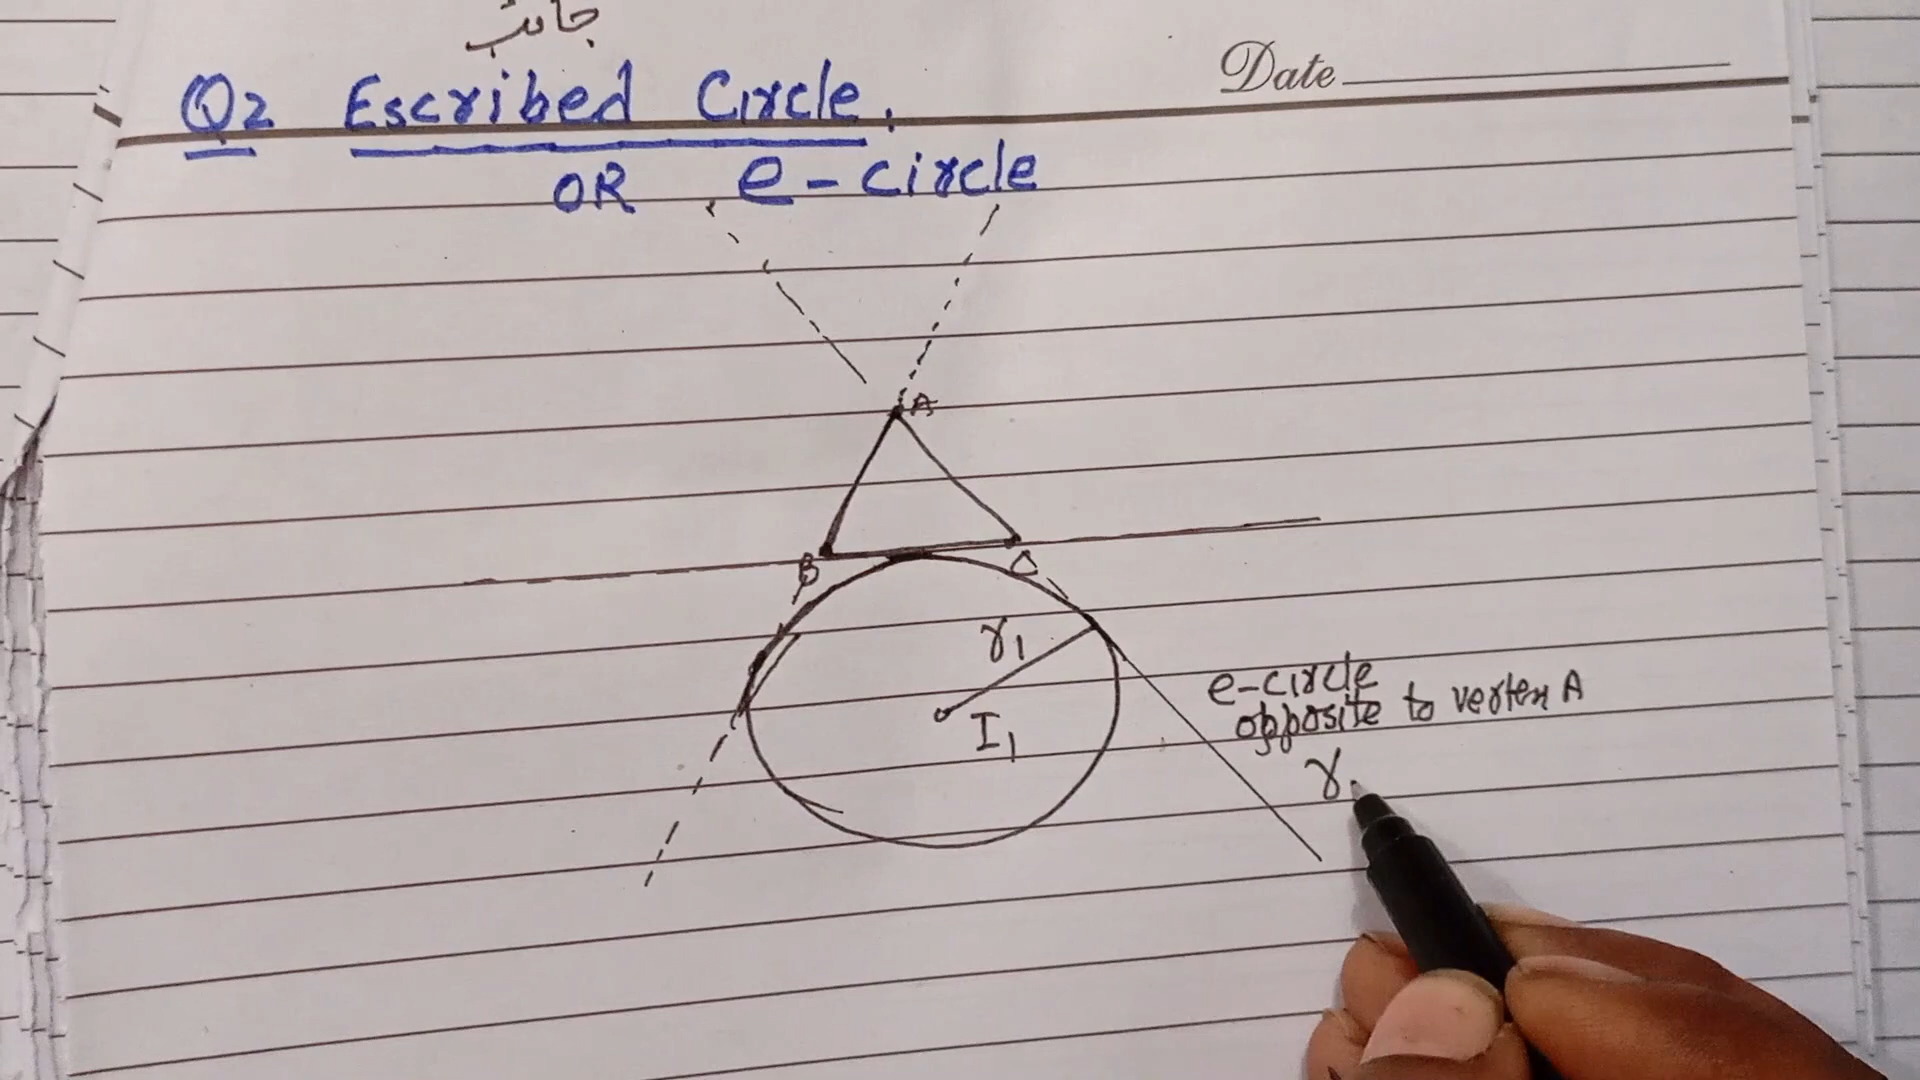 جانب
Date
Q2 Escribed Circle.
OR e-circle
A
B
C
r1
I1
e-circle
opposite to vertex A
r